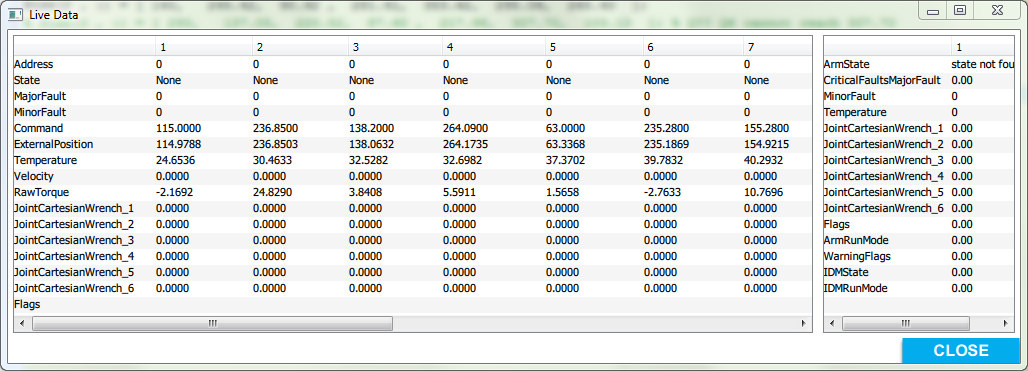 Live Data
1 2 3 4 5 6 7
Address 0 0 0 0 0 0 0
State None None None None None None None
MajorFault 0 0 0 0 0 0 0
MinorFault 0 0 0 0 0 0 0
Command 115.0000 236.8500 138.2000 264.0900 63.0000 235.2800 155.2800
ExternalPosition 114.9788 236.8503 138.0632 264.1735 63.3368 235.1869 154.9215
Temperature 24.6536 30.4633 32.5282 32.6982 37.3702 39.7832 40.2932
Velocity 0.0000 0.0000 0.0000 0.0000 0.0000 0.0000 0.0000
RawTorque -2.1692 24.8290 3.8408 5.5911 1.5658 -2.7633 10.7696
JointCartesianWrench_1 0.0000 0.0000 0.0000 0.0000 0.0000 0.0000 0.0000
JointCartesianWrench_2 0.0000 0.0000 0.0000 0.0000 0.0000 0.0000 0.0000
JointCartesianWrench_3 0.0000 0.0000 0.0000 0.0000 0.0000 0.0000 0.0000
JointCartesianWrench_4 0.0000 0.0000 0.0000 0.0000 0.0000 0.0000 0.0000
JointCartesianWrench_5 0.0000 0.0000 0.0000 0.0000 0.0000 0.0000 0.0000
JointCartesianWrench_6 0.0000 0.0000 0.0000 0.0000 0.0000 0.0000 0.0000
Flags
1
ArmState state not fou
CriticalFaultsMajorFault 0.00
MinorFault 0
Temperature 0
JointCartesianWrench_1 0.00
JointCartesianWrench_2 0.00
JointCartesianWrench_3 0.00
JointCartesianWrench_4 0.00
JointCartesianWrench_5 0.00
JointCartesianWrench_6 0.00
Flags 0.00
ArmRunMode 0.00
WarningFlags 0.00
IDMState 0.00
IDMRunMode 0.00
CLOSE